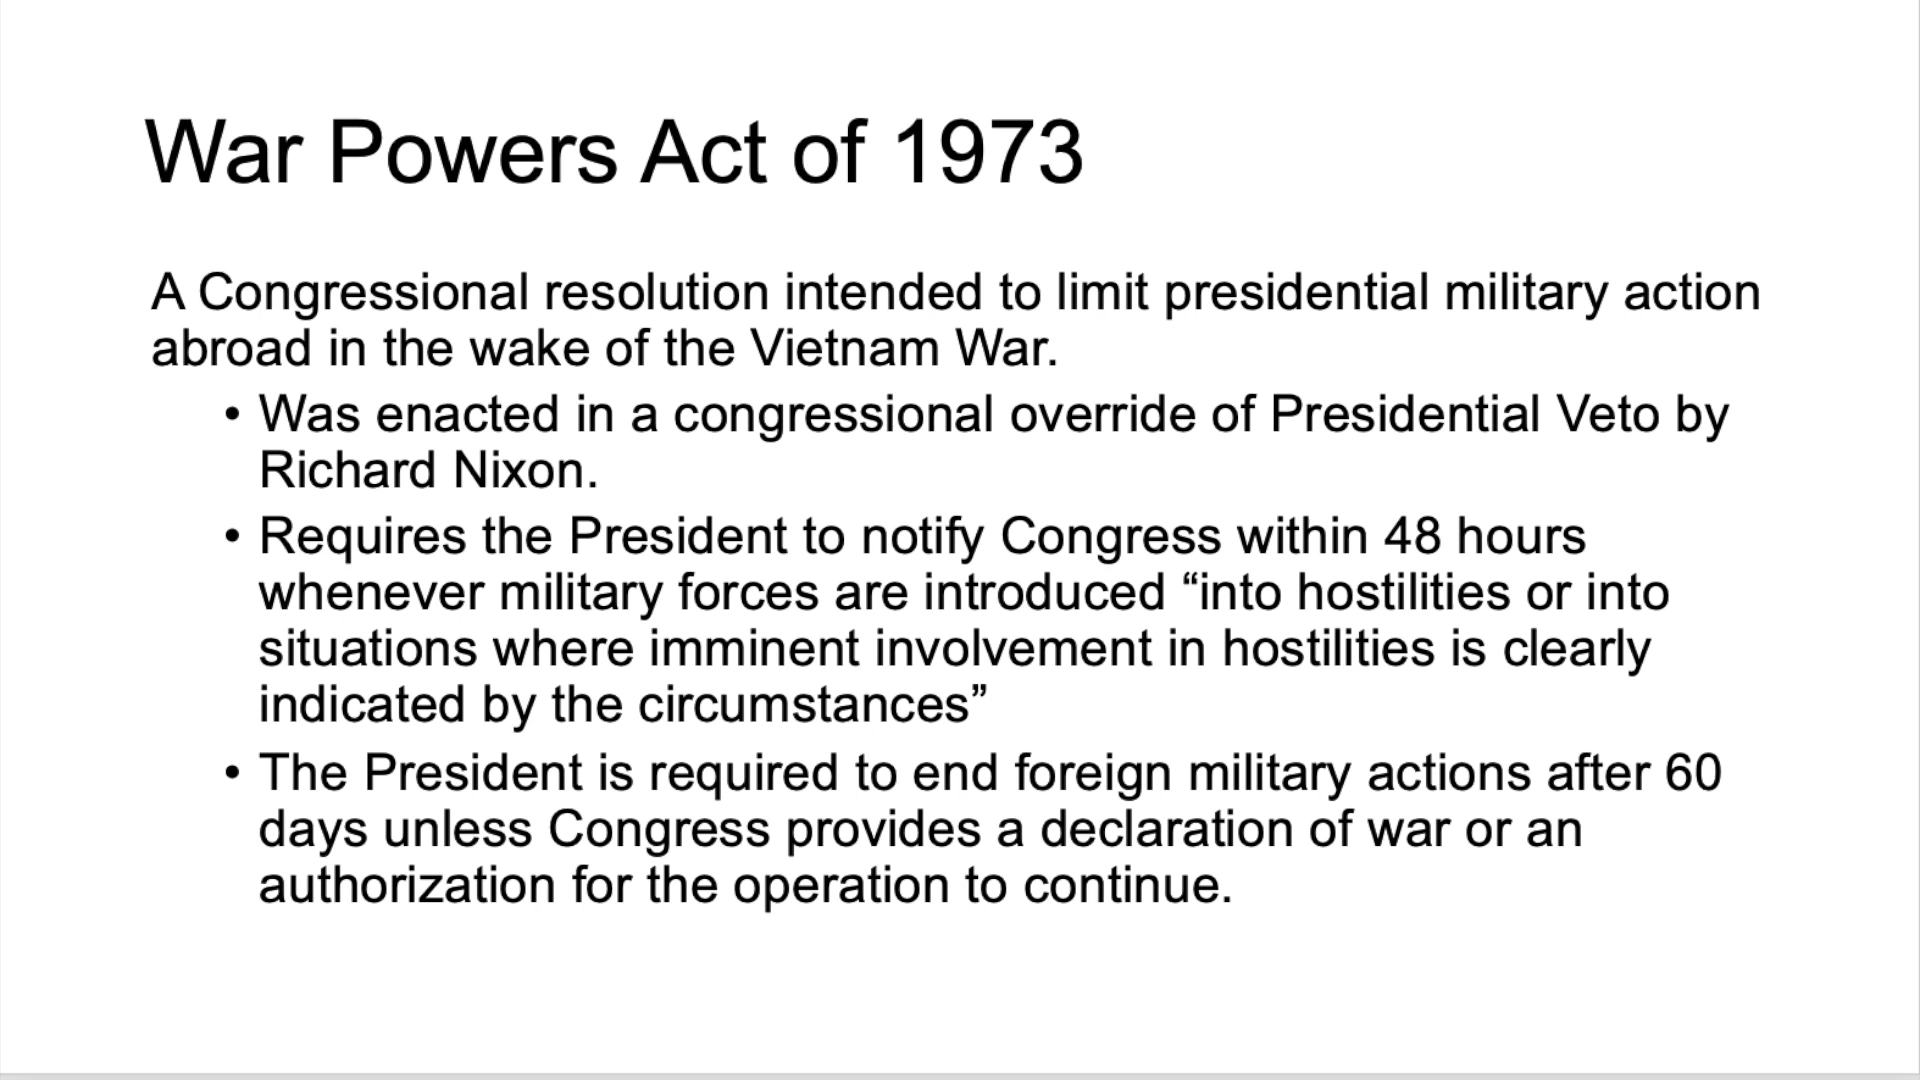 War Powers Act of 1973
A Congressional resolution intended to limit presidential military action
abroad in the wake of the Vietnam War.
• Was enacted in a congressional override of Presidential Veto by
Richard Nixon.
• Requires the President to notify Congress within 48 hours
whenever military forces are introduced “into hostilities or into
situations where imminent involvement in hostilities is clearly
indicated by the circumstances”
• The President is required to end foreign military actions after 60
days unless Congress provides a declaration of war or an
authorization for the operation to continue.